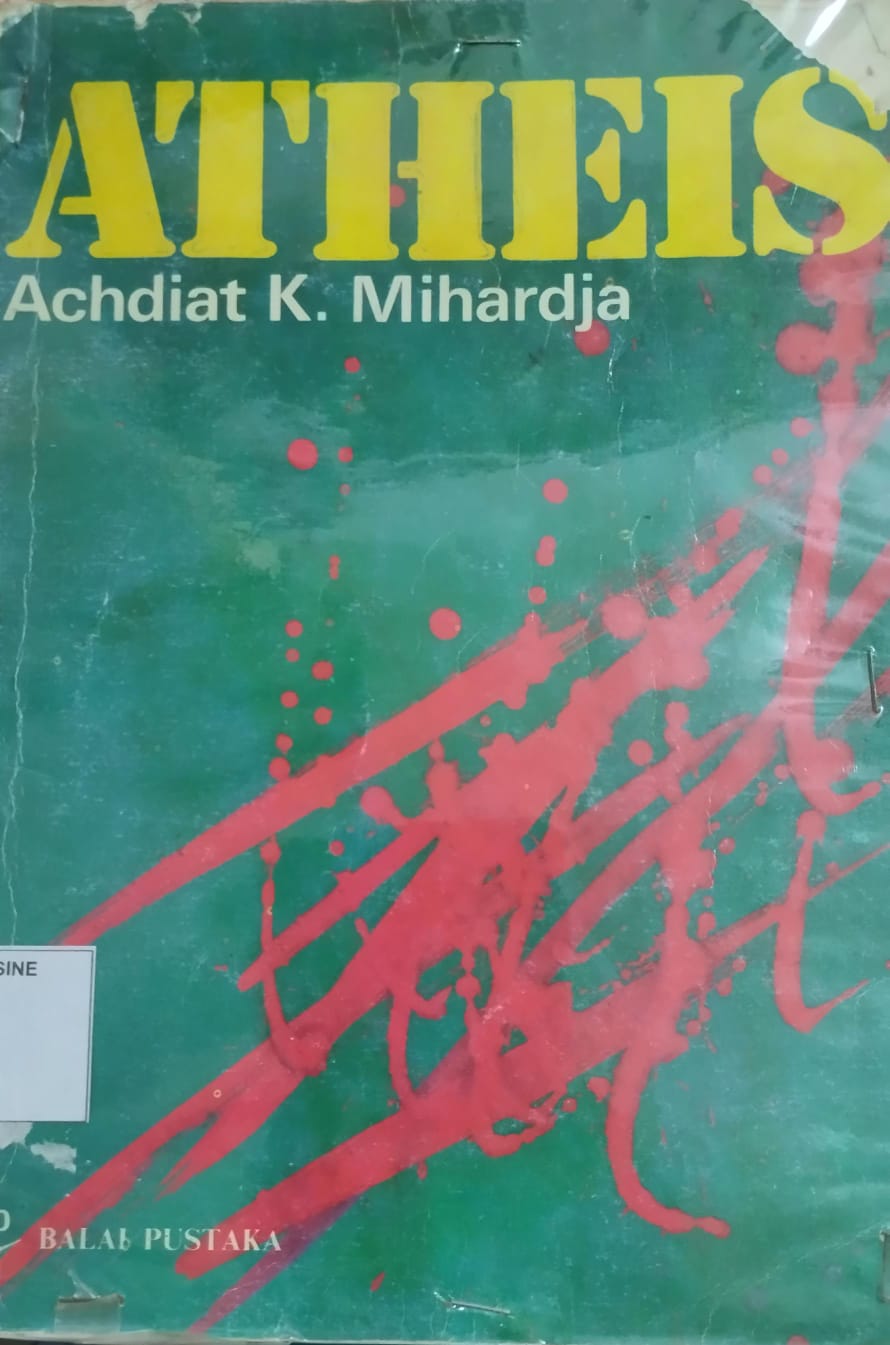 ATHEIS
Achdiat K. Mihardja
SINE
BALAI PUSTAKA